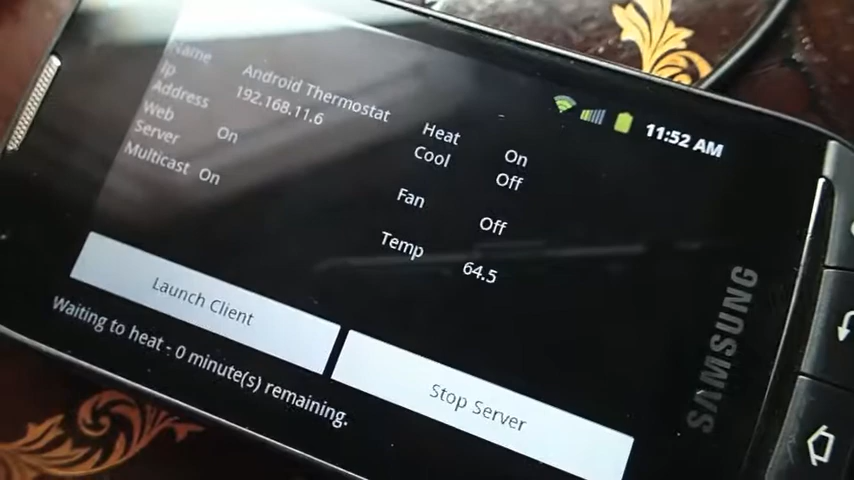 11:52 AM
Name Android Thermostat
Ip Address 192.168.11.6
Web Server On
Multicast On
Heat On
Cool Off
Fan Off
Temp 64.5
Launch Client
Stop Server
Waiting to heat - 0 minute(s) remaining.
SAMSUNG